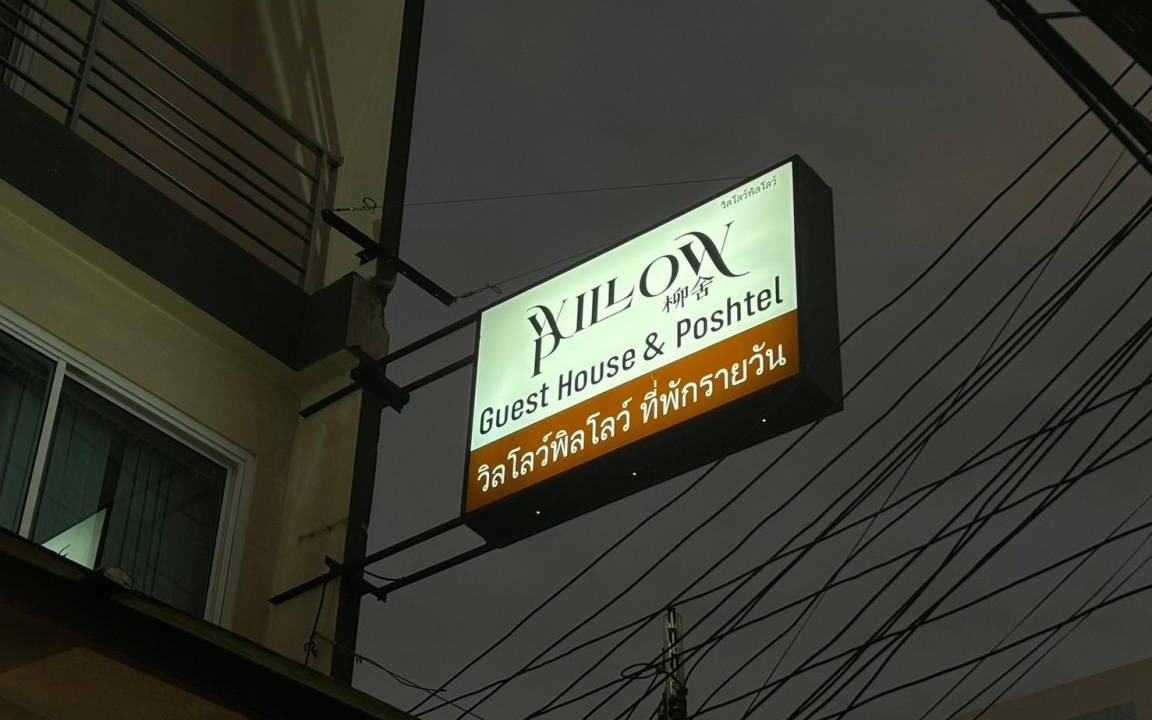 วิลโลว์พิลโลว์
WILLOW
P
柳舍
Guest House & Poshtel
วิลโลว์พิลโลว์ ที่พักรายวัน